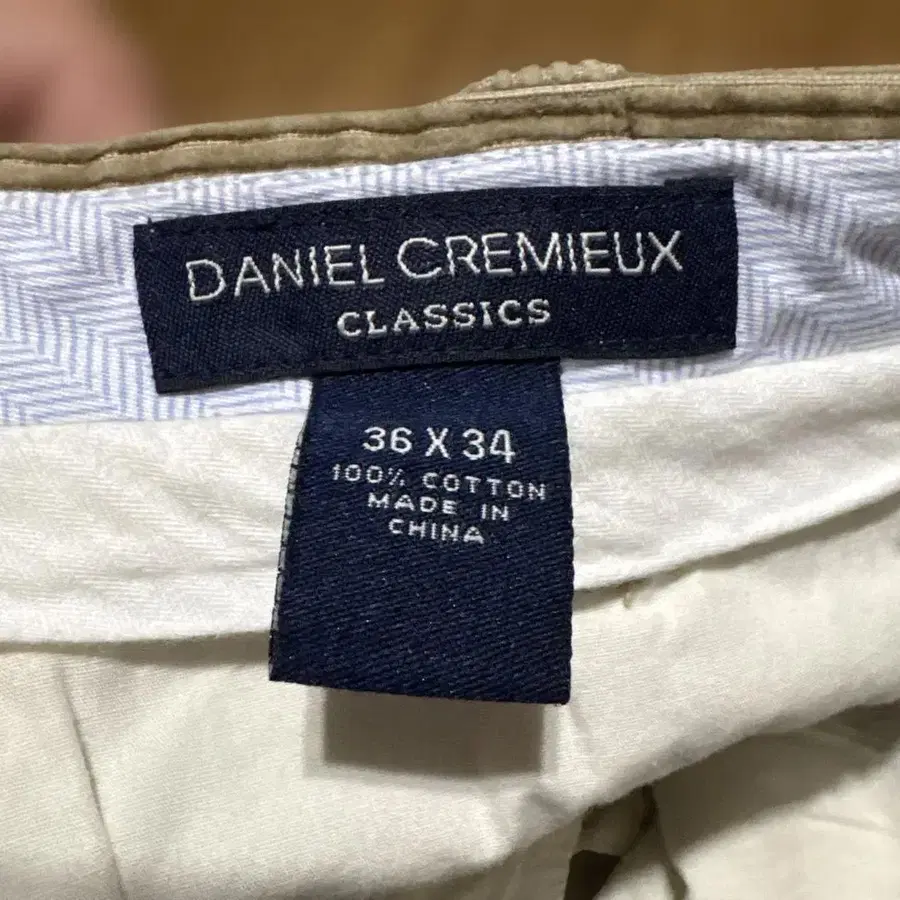 DANIEL CREMIEUX
CLASSICS
36 X 34
100% COTTON
MADE IN
CHINA